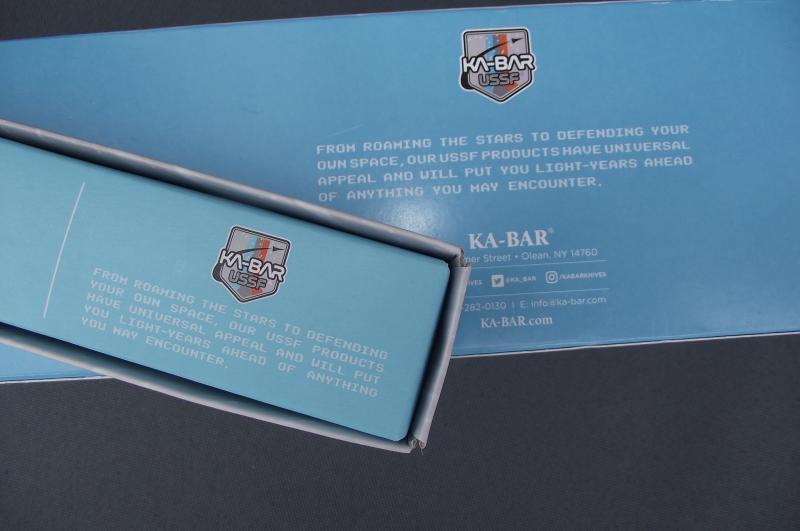 KA-BAR
USSF
FROM ROAMING THE STARS TO DEFENDING YOUR
OWN SPACE, OUR USSF PRODUCTS HAVE UNIVERSAL
APPEAL AND WILL PUT YOU LIGHT-YEARS AHEAD
OF ANYTHING YOU MAY ENCOUNTER.
KA-BAR®
Street • Olean, NY 14760
@KA_BAR /KABARKNIVES
282-0130 | E: info@ka-bar.com
KA-BAR.com
KA-BAR
USSF
FROM ROAMING THE STARS TO DEFENDING
YOUR OWN SPACE, OUR USSF PRODUCTS
HAVE UNIVERSAL APPEAL AND WILL PUT
YOU LIGHT-YEARS AHEAD OF ANYTHING
YOU MAY ENCOUNTER.